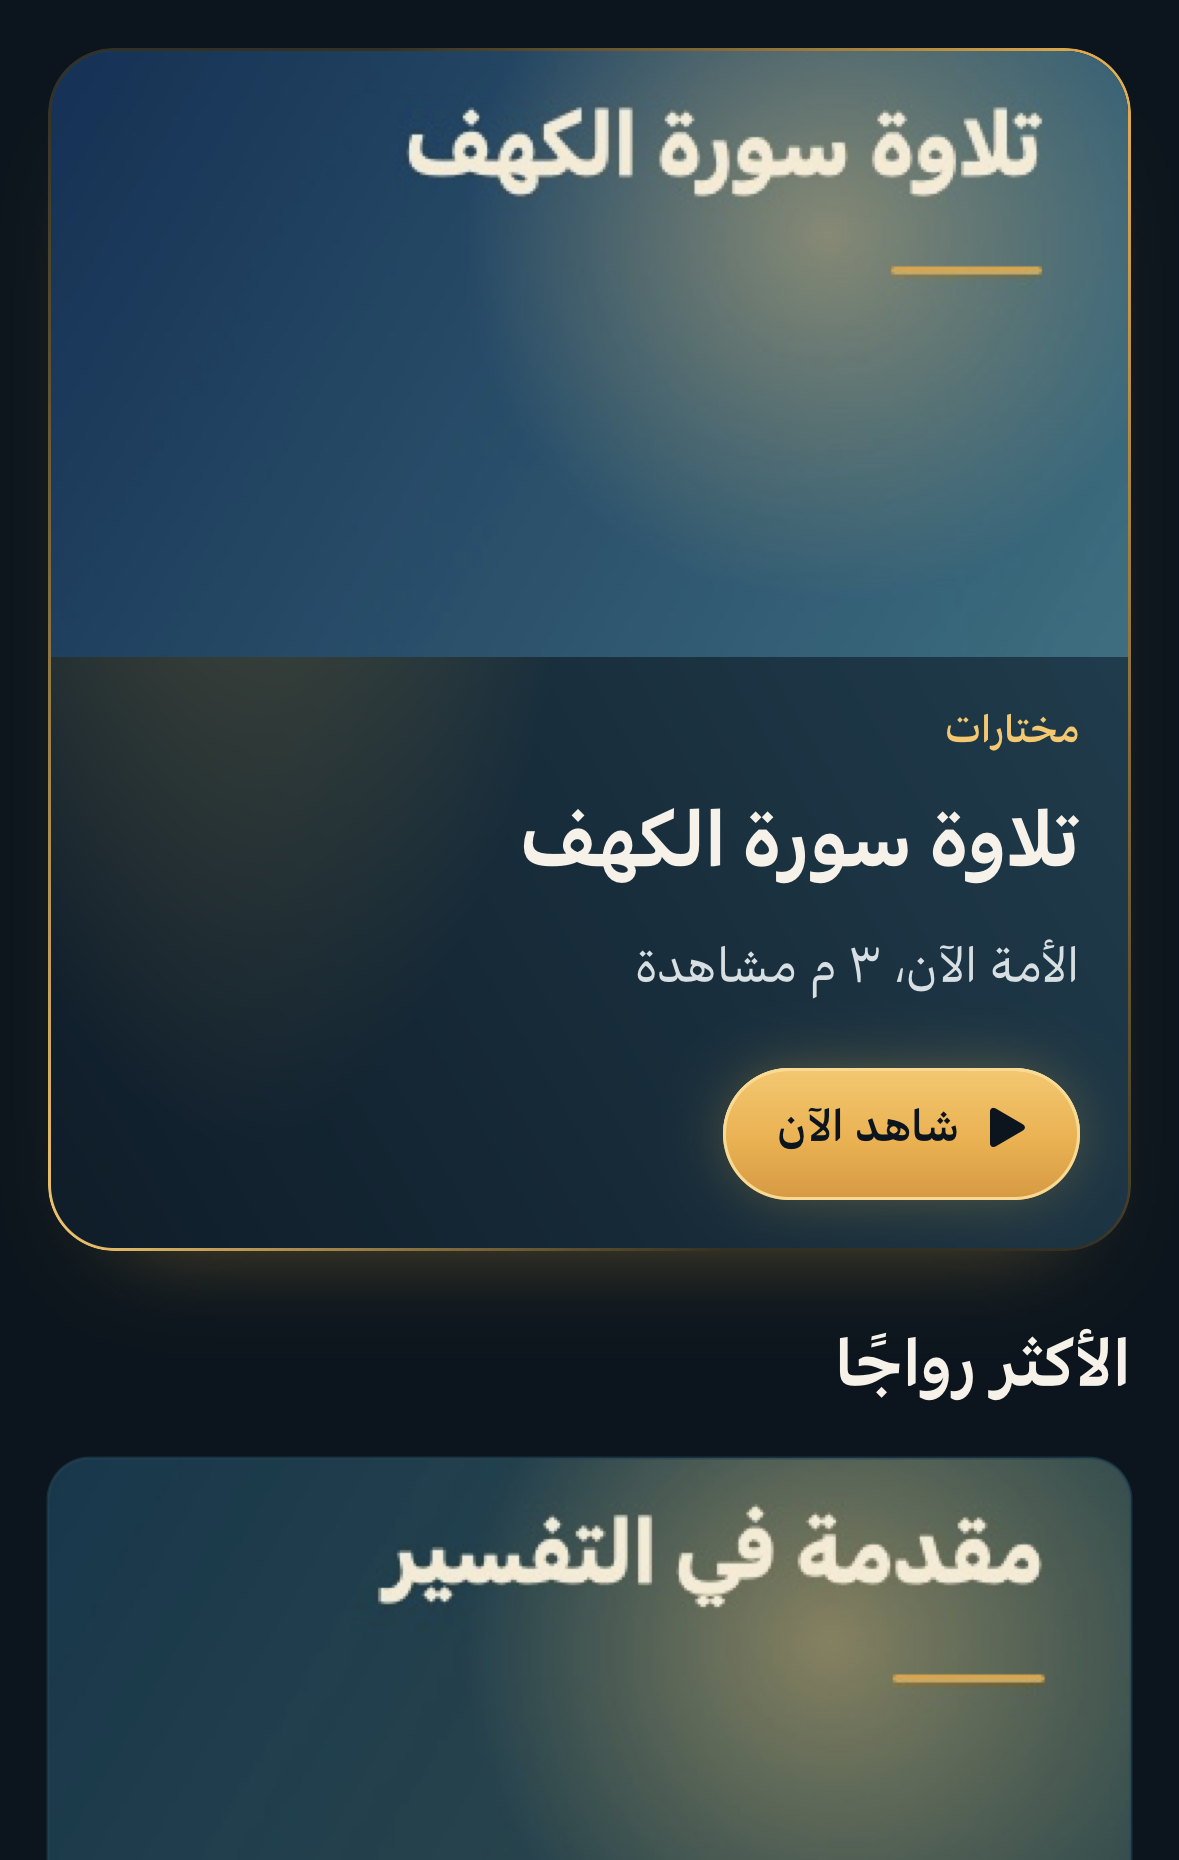 تلاوة سورة الكهف
مختارات
تلاوة سورة الكهف
الأمة الآن، ٣ م مشاهدة
شاهد الآن
الأكثر رواجًا
مقدمة في التفسير